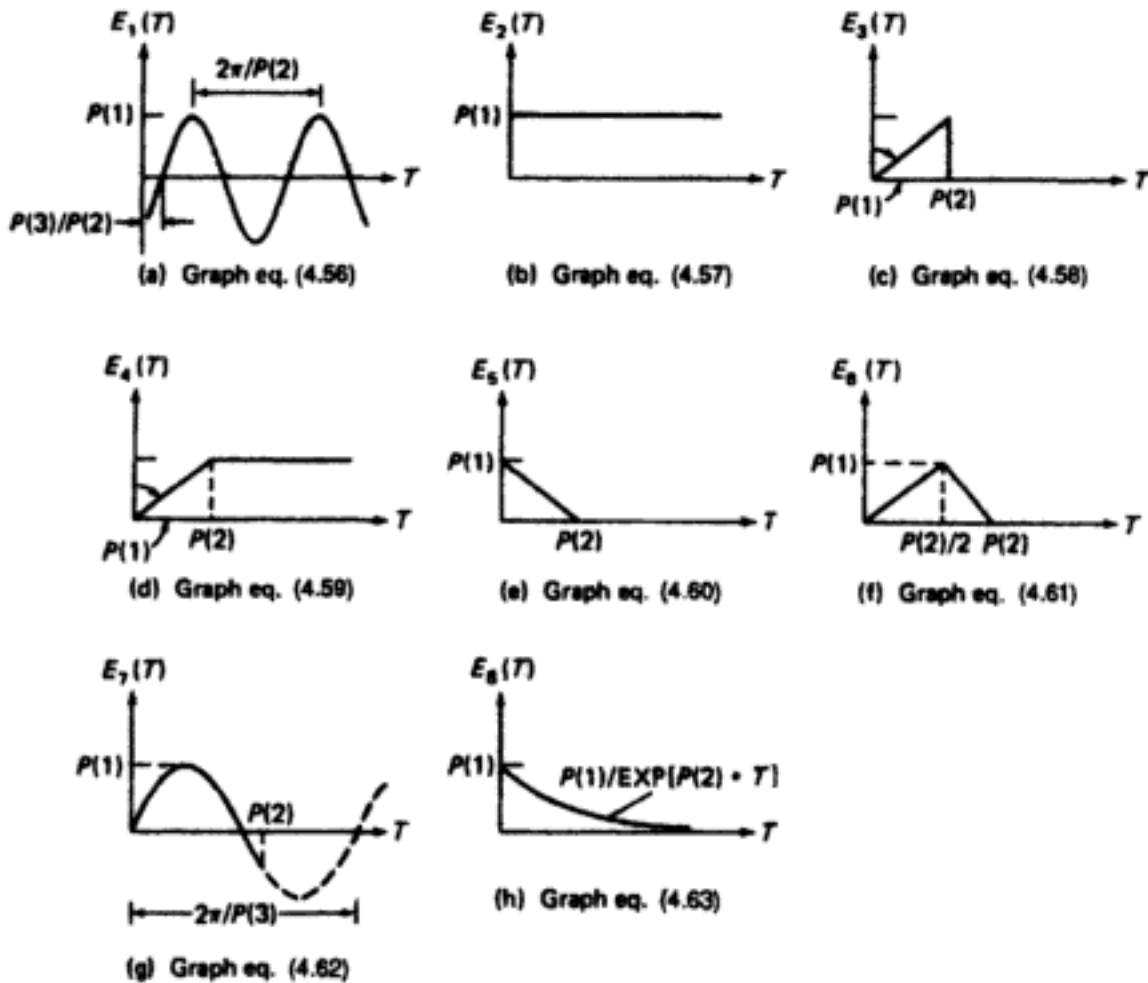 E₁(T)
2π/P(2)
P(1)
T
P(3)/P(2)
(a) Graph eq. (4.56)
E₂(T)
P(1)
T
(b) Graph eq. (4.57)
E₃(T)
T
P(1)
P(2)
(c) Graph eq. (4.58)
E₄(T)
T
P(1)
P(2)
(d) Graph eq. (4.59)
E₅(T)
P(1)
T
P(2)
(e) Graph eq. (4.60)
E₆(T)
P(1)
T
P(2)/2
P(2)
(f) Graph eq. (4.61)
E₇(T)
P(1)
P(2)
T
2π/P(3)
(g) Graph eq. (4.62)
E₈(T)
P(1)
P(1)/EXP[P(2) • T]
T
(h) Graph eq. (4.63)